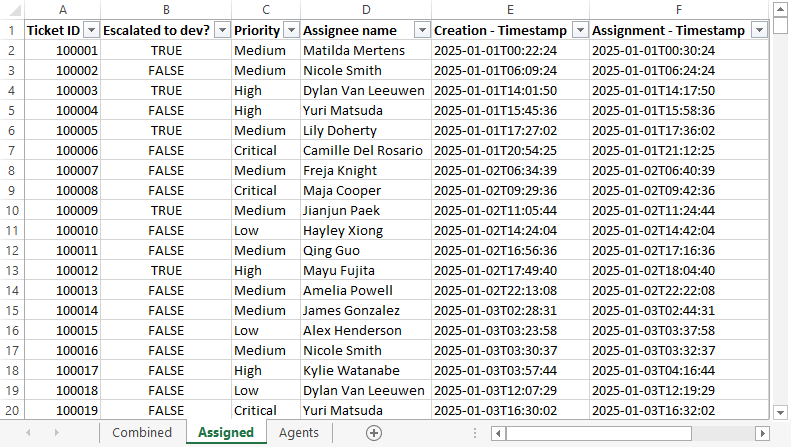 A B C D E F
1 Ticket ID Escalated to dev? Priority Assignee name Creation - Timestamp Assignment - Timestamp
2 100001 TRUE Medium Matilda Mertens 2025-01-01T00:22:24 2025-01-01T00:30:24
3 100002 FALSE Medium Nicole Smith 2025-01-01T06:09:24 2025-01-01T06:24:24
4 100003 TRUE High Dylan Van Leeuwen 2025-01-01T14:01:50 2025-01-01T14:17:50
5 100004 FALSE High Yuri Matsuda 2025-01-01T15:45:36 2025-01-01T15:58:36
6 100005 TRUE Medium Lily Doherty 2025-01-01T17:27:02 2025-01-01T17:36:02
7 100006 FALSE Critical Camille Del Rosario 2025-01-01T20:54:25 2025-01-01T21:12:25
8 100007 FALSE Medium Freja Knight 2025-01-02T06:34:39 2025-01-02T06:40:39
9 100008 FALSE Critical Maja Cooper 2025-01-02T09:29:36 2025-01-02T09:42:36
10 100009 TRUE Medium Jianjun Paek 2025-01-02T11:05:44 2025-01-02T11:24:44
11 100010 FALSE Low Hayley Xiong 2025-01-02T14:24:04 2025-01-02T14:42:04
12 100011 FALSE Medium Qing Guo 2025-01-02T16:56:36 2025-01-02T17:16:36
13 100012 TRUE High Mayu Fujita 2025-01-02T17:49:40 2025-01-02T18:04:40
14 100013 FALSE Medium Amelia Powell 2025-01-02T22:13:08 2025-01-02T22:22:08
15 100014 FALSE Medium James Gonzalez 2025-01-03T02:28:31 2025-01-03T02:44:31
16 100015 FALSE Low Alex Henderson 2025-01-03T03:23:58 2025-01-03T03:37:58
17 100016 FALSE Medium Nicole Smith 2025-01-03T03:30:37 2025-01-03T03:32:37
18 100017 FALSE High Kylie Watanabe 2025-01-03T03:57:44 2025-01-03T04:16:44
19 100018 FALSE Low Dylan Van Leeuwen 2025-01-03T12:07:29 2025-01-03T12:19:29
20 100019 FALSE Critical Yuri Matsuda 2025-01-03T16:30:02 2025-01-03T16:32:02
Combined Assigned Agents